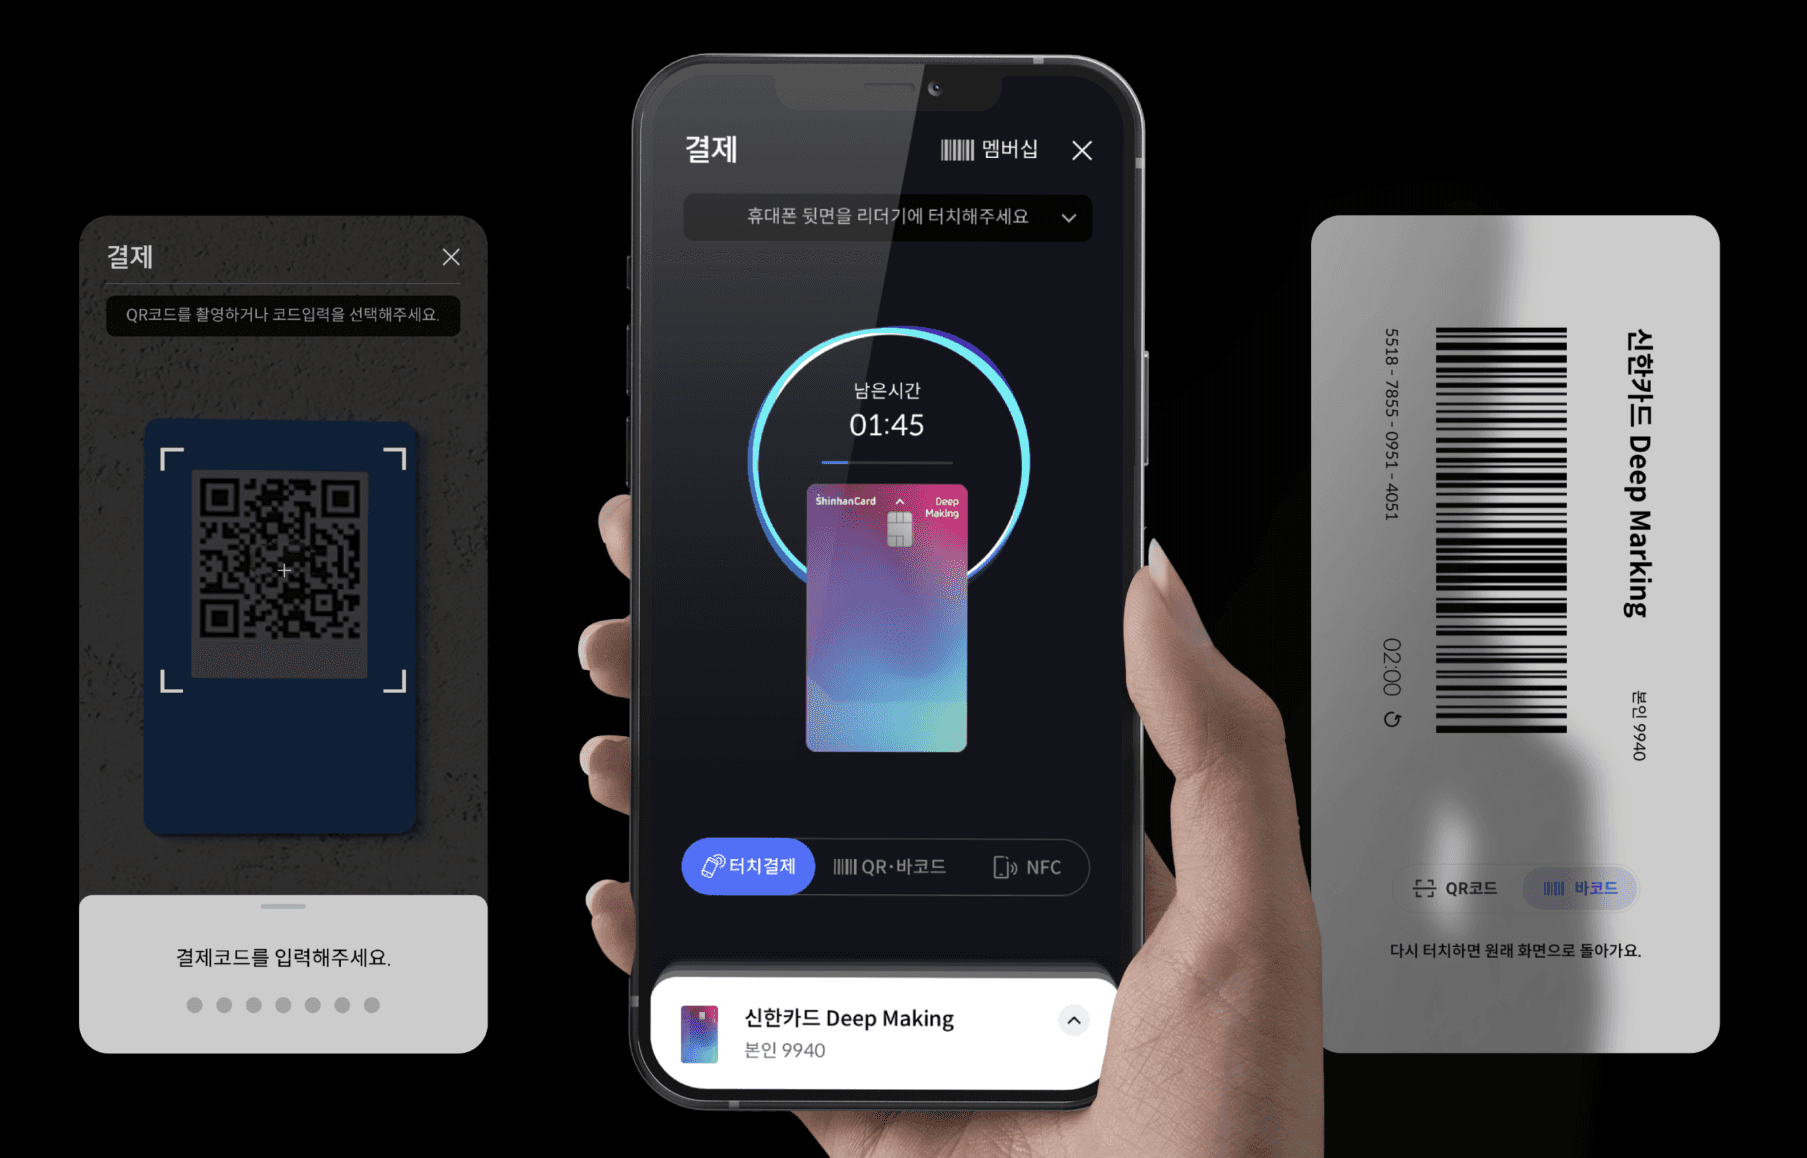 결제
QR코드를 촬영하거나 코드입력을 선택해주세요.
결제코드를 입력해주세요.
결제
멤버십
휴대폰 뒷면을 리더기에 터치해주세요
남은시간
01:45
ShinhanCard
Deep
Making
터치결제
QR·바코드
NFC
신한카드 Deep Making
본인 9940
신한카드 Deep Marking
본인 9940
5518 - 7855 - 0951 - 4051
02:00
QR코드
바코드
다시 터치하면 원래 화면으로 돌아가요.